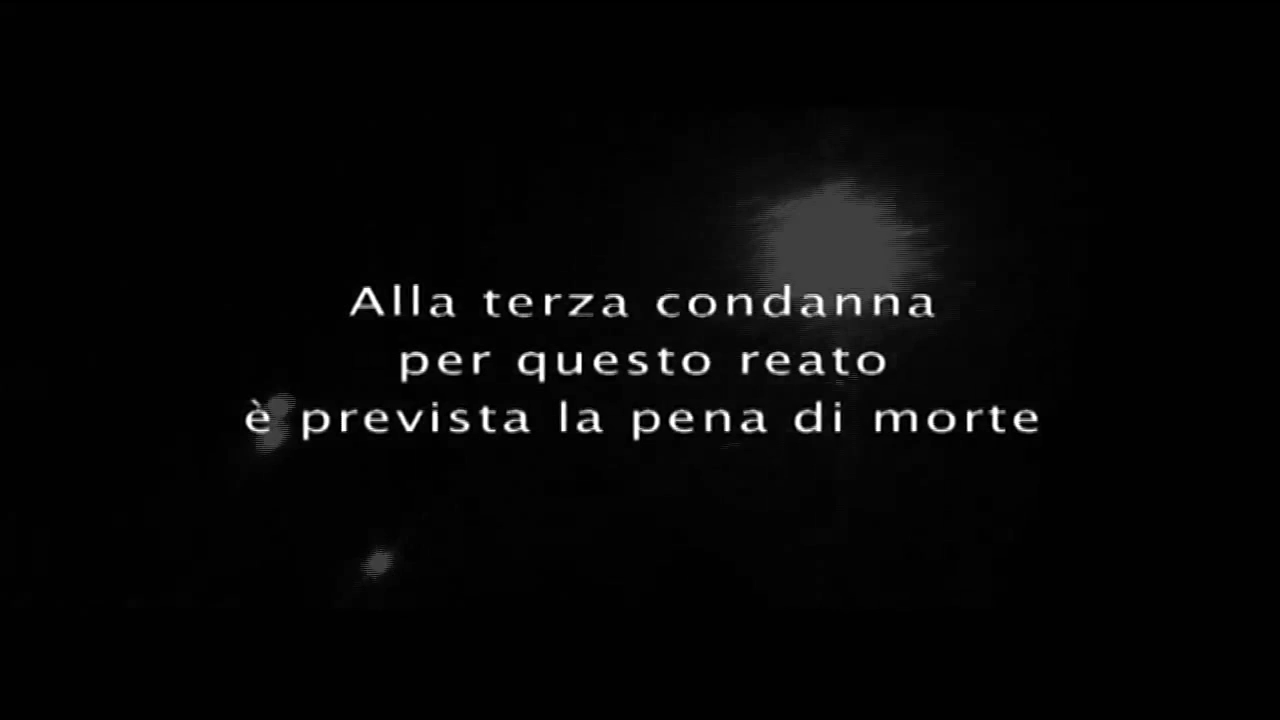 Alla terza condanna
per questo reato
è prevista la pena di morte